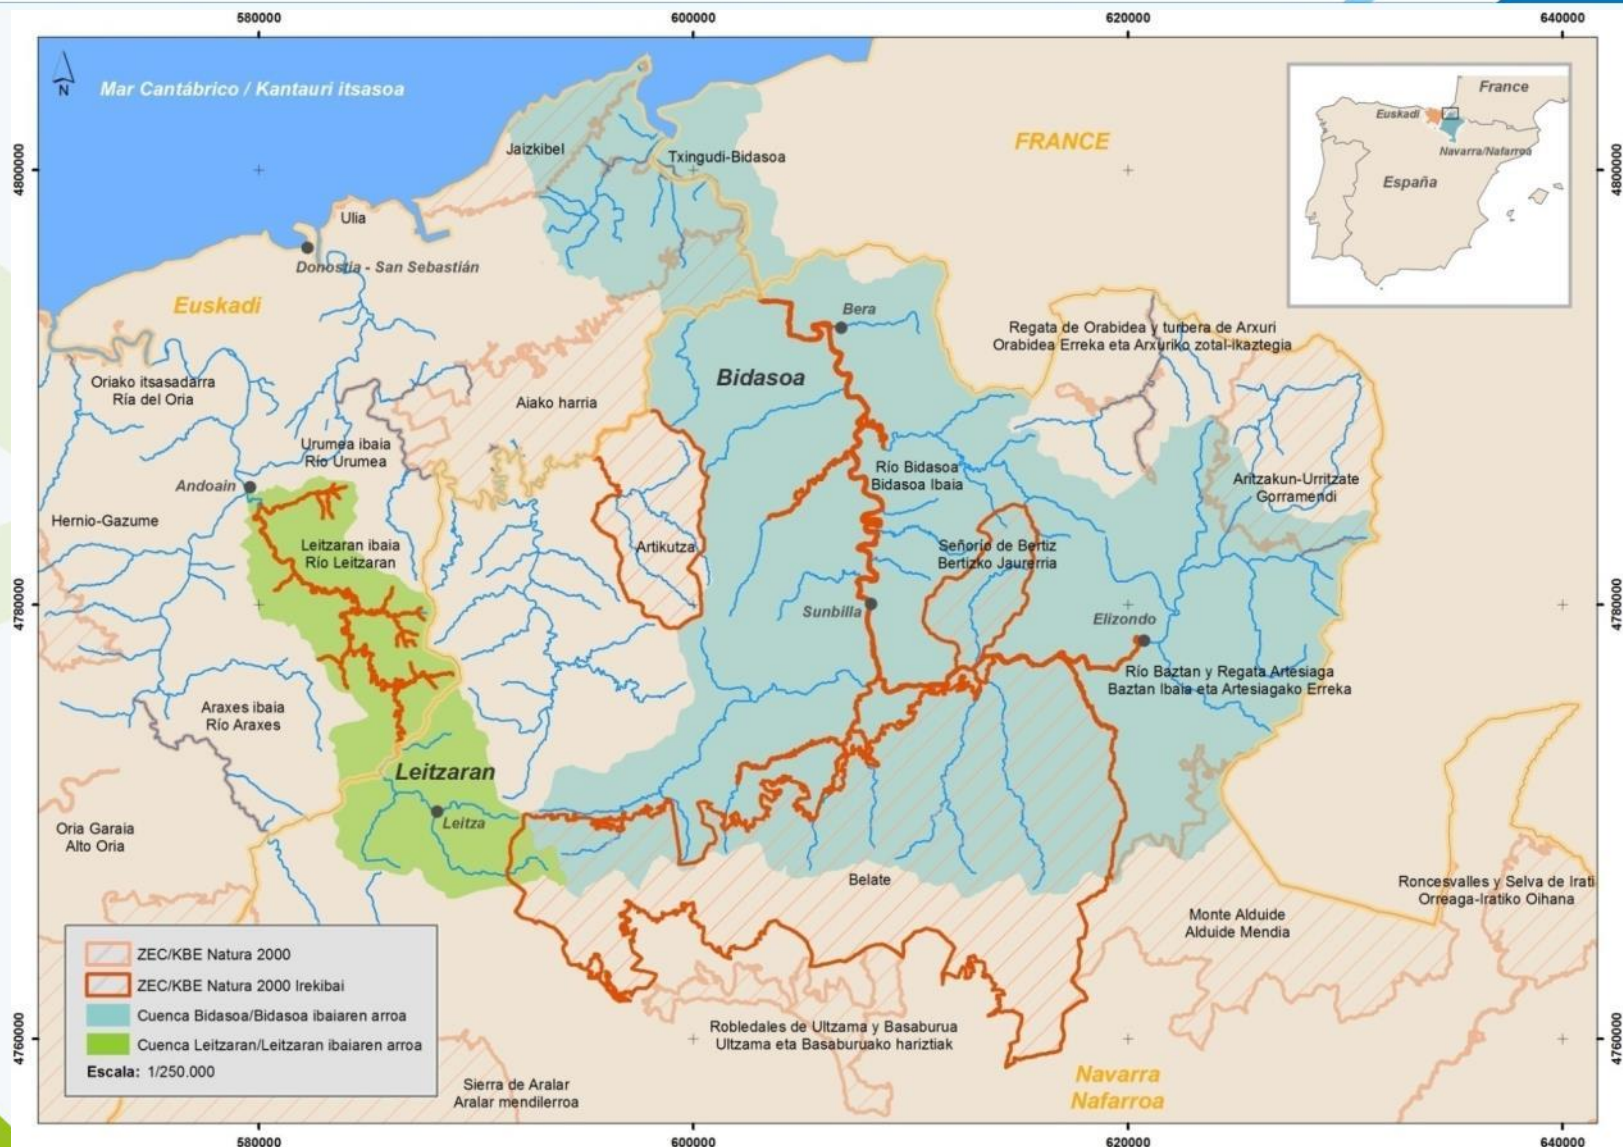 580000
600000
620000
640000
4800000
4780000
4760000
4800000
4780000
4760000
N
Mar Cantábrico / Kantauri itsasoa
France
Euskadi
Navarra/Nafarroa
España
FRANCE
Jaizkibel
Txingudi-Bidasoa
Ulia
Donostia - San Sebastián
Euskadi
Bera
Regata de Orabidea y turbera de Arxuri
Orabidea Erreka eta Arxuriko zotal-ikaztegia
Oriako itsasadarra
Ría del Oria
Bidasoa
Aiako harria
Urumea ibaia
Río Urumea
Río Bidasoa
Bidasoa Ibaia
Aritzakun-Urritzate
Gorramendi
Andoain
Hernio-Gazume
Leitzaran ibaia
Río Leitzaran
Artikutza
Señorío de Bertiz
Bertizko Jaurerria
Sunbilla
Elizondo
Río Baztan y Regata Artesiaga
Baztan Ibaia eta Artesiagako Erreka
Araxes ibaia
Río Araxes
Leitzaran
Leitza
Oria Garaia
Alto Oria
Belate
Roncesvalles y Selva de Irati
Orreaga-Iratiko Oihana
Monte Alduide
Alduide Mendia
ZEC/KBE Natura 2000
ZEC/KBE Natura 2000 Irekibai
Cuenca Bidasoa/Bidasoa ibaiaren arroa
Cuenca Leitzaran/Leitzaran ibaiaren arroa
Escala: 1/250.000
Robledales de Ultzama y Basaburua
Ultzama eta Basaburuako hariztiak
Sierra de Aralar
Aralar mendilerroa
Navarra
Nafarroa
580000
600000
620000
640000